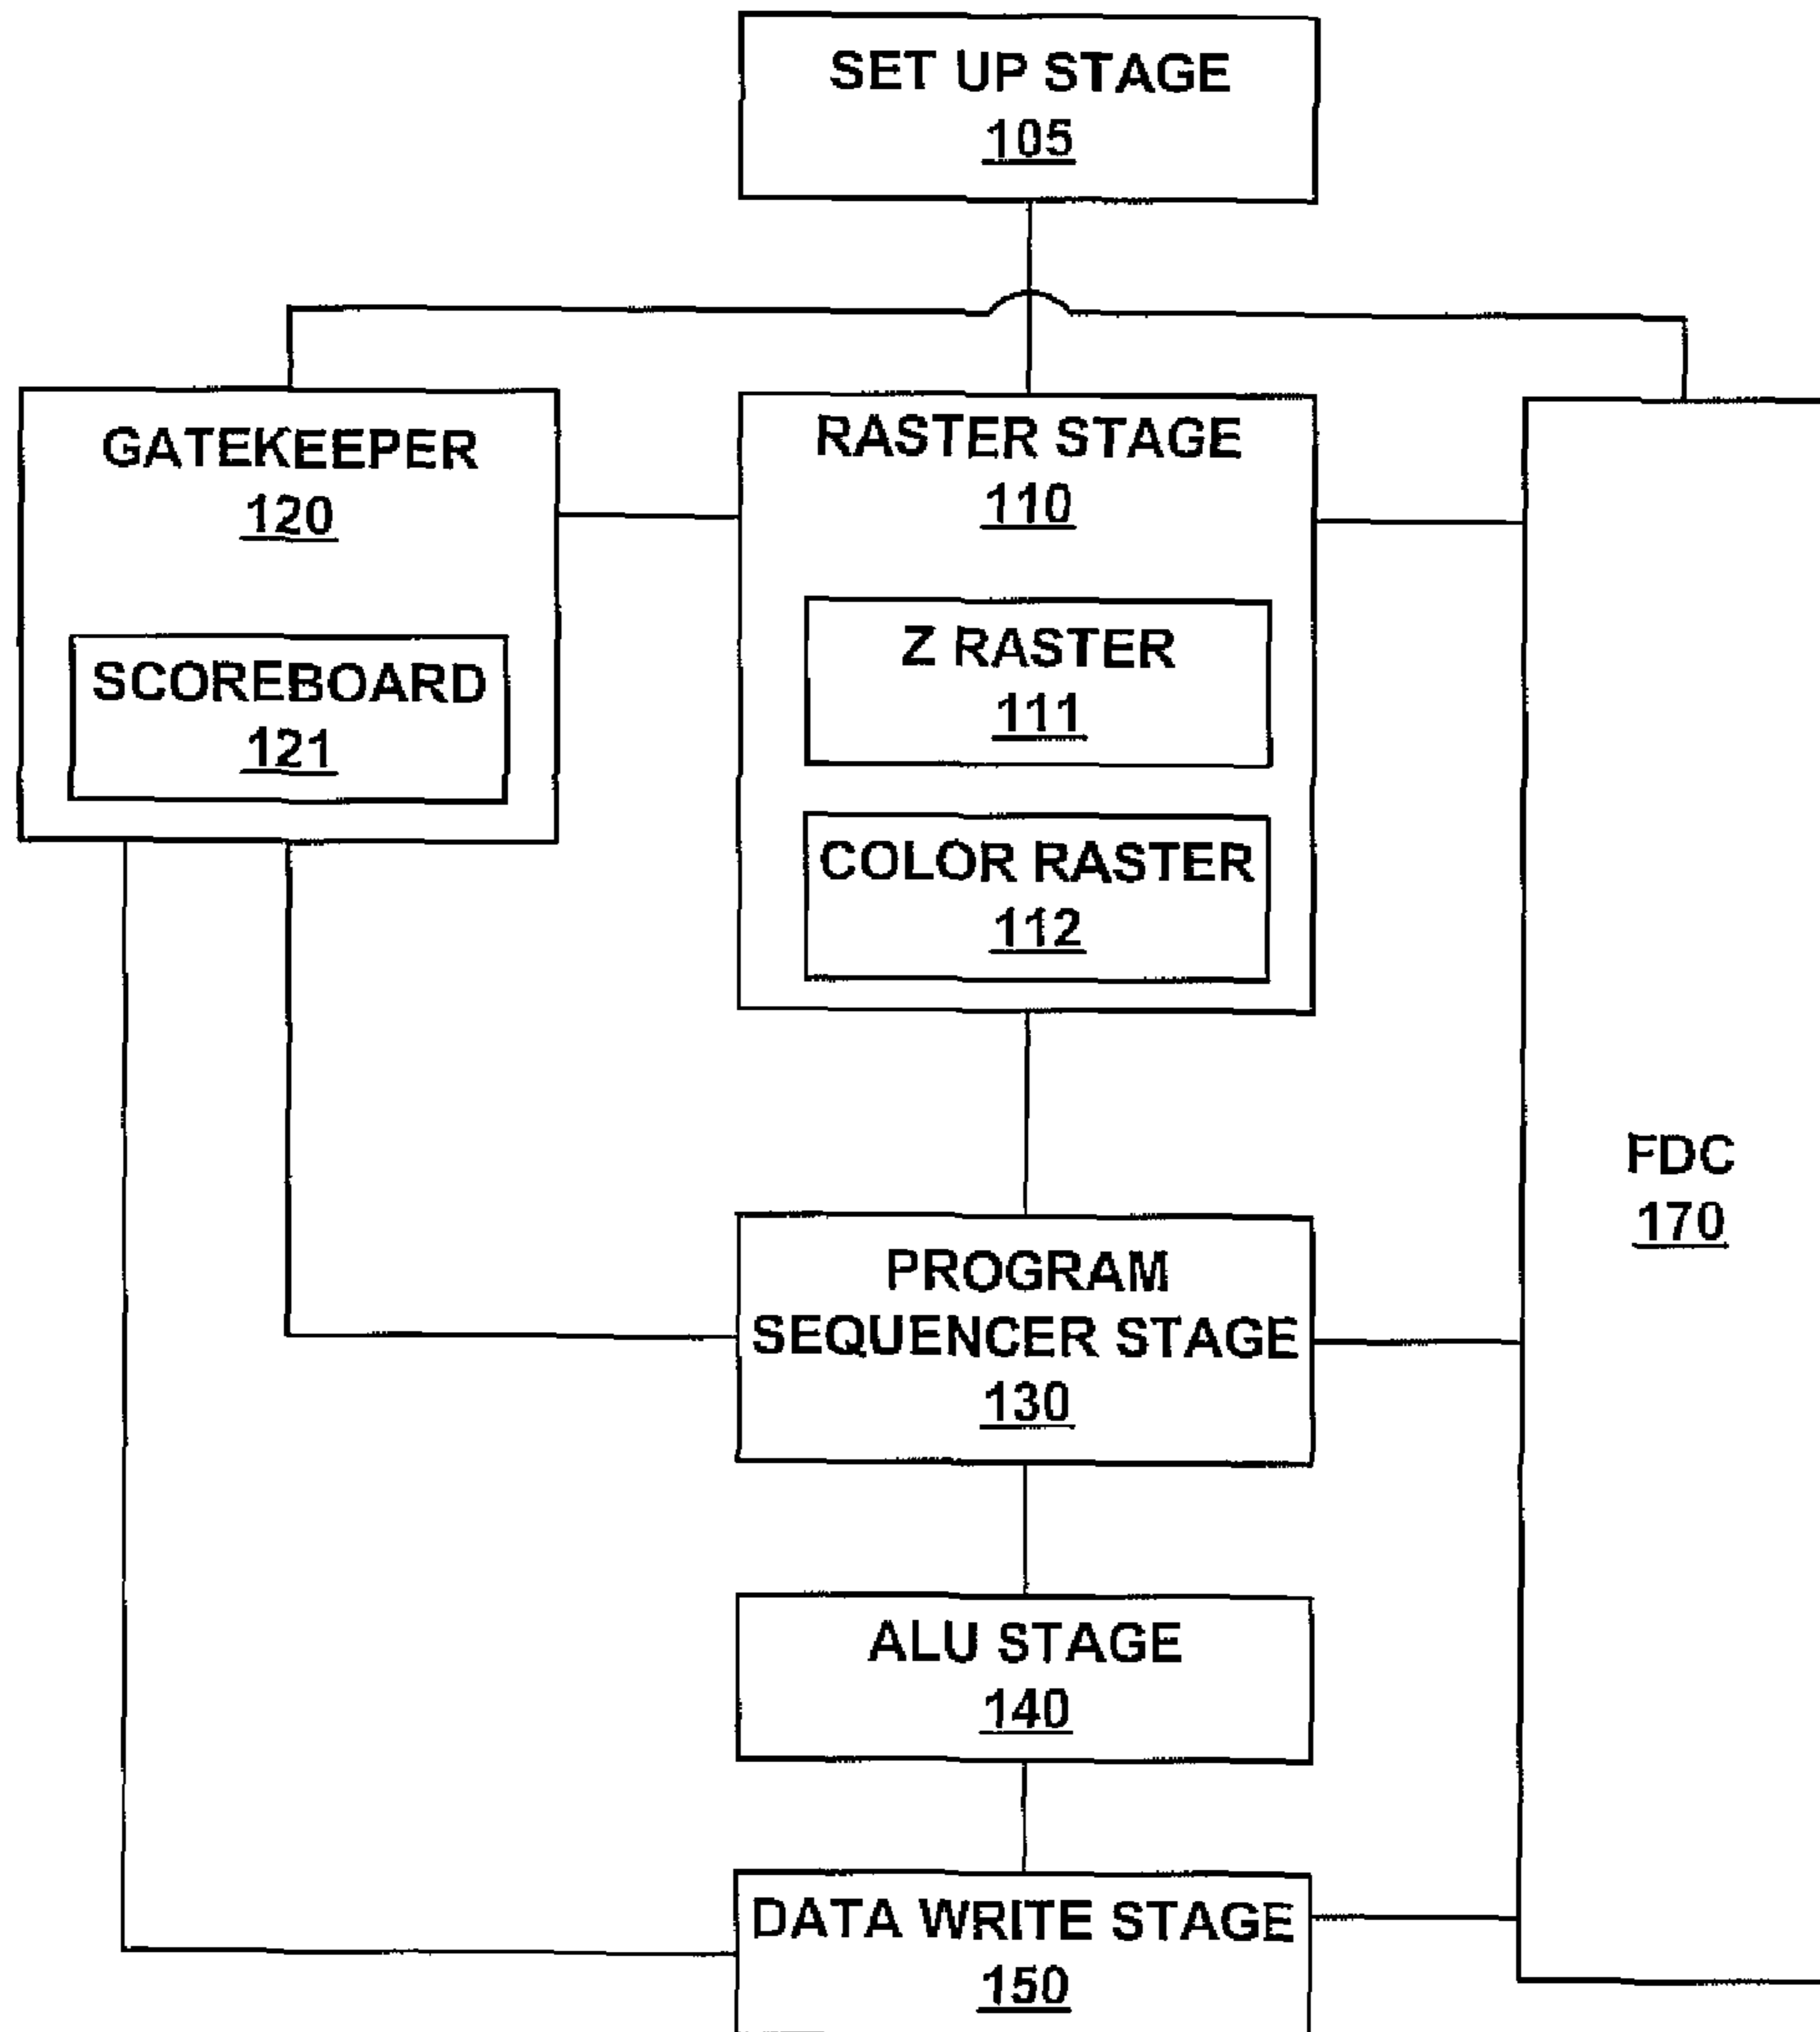 SET UP STAGE
105
GATEKEEPER
120
SCOREBOARD
121
RASTER STAGE
110
Z RASTER
111
COLOR RASTER
112
FDC
170
PROGRAM
SEQUENCER STAGE
130
ALU STAGE
140
DATA WRITE STAGE
150